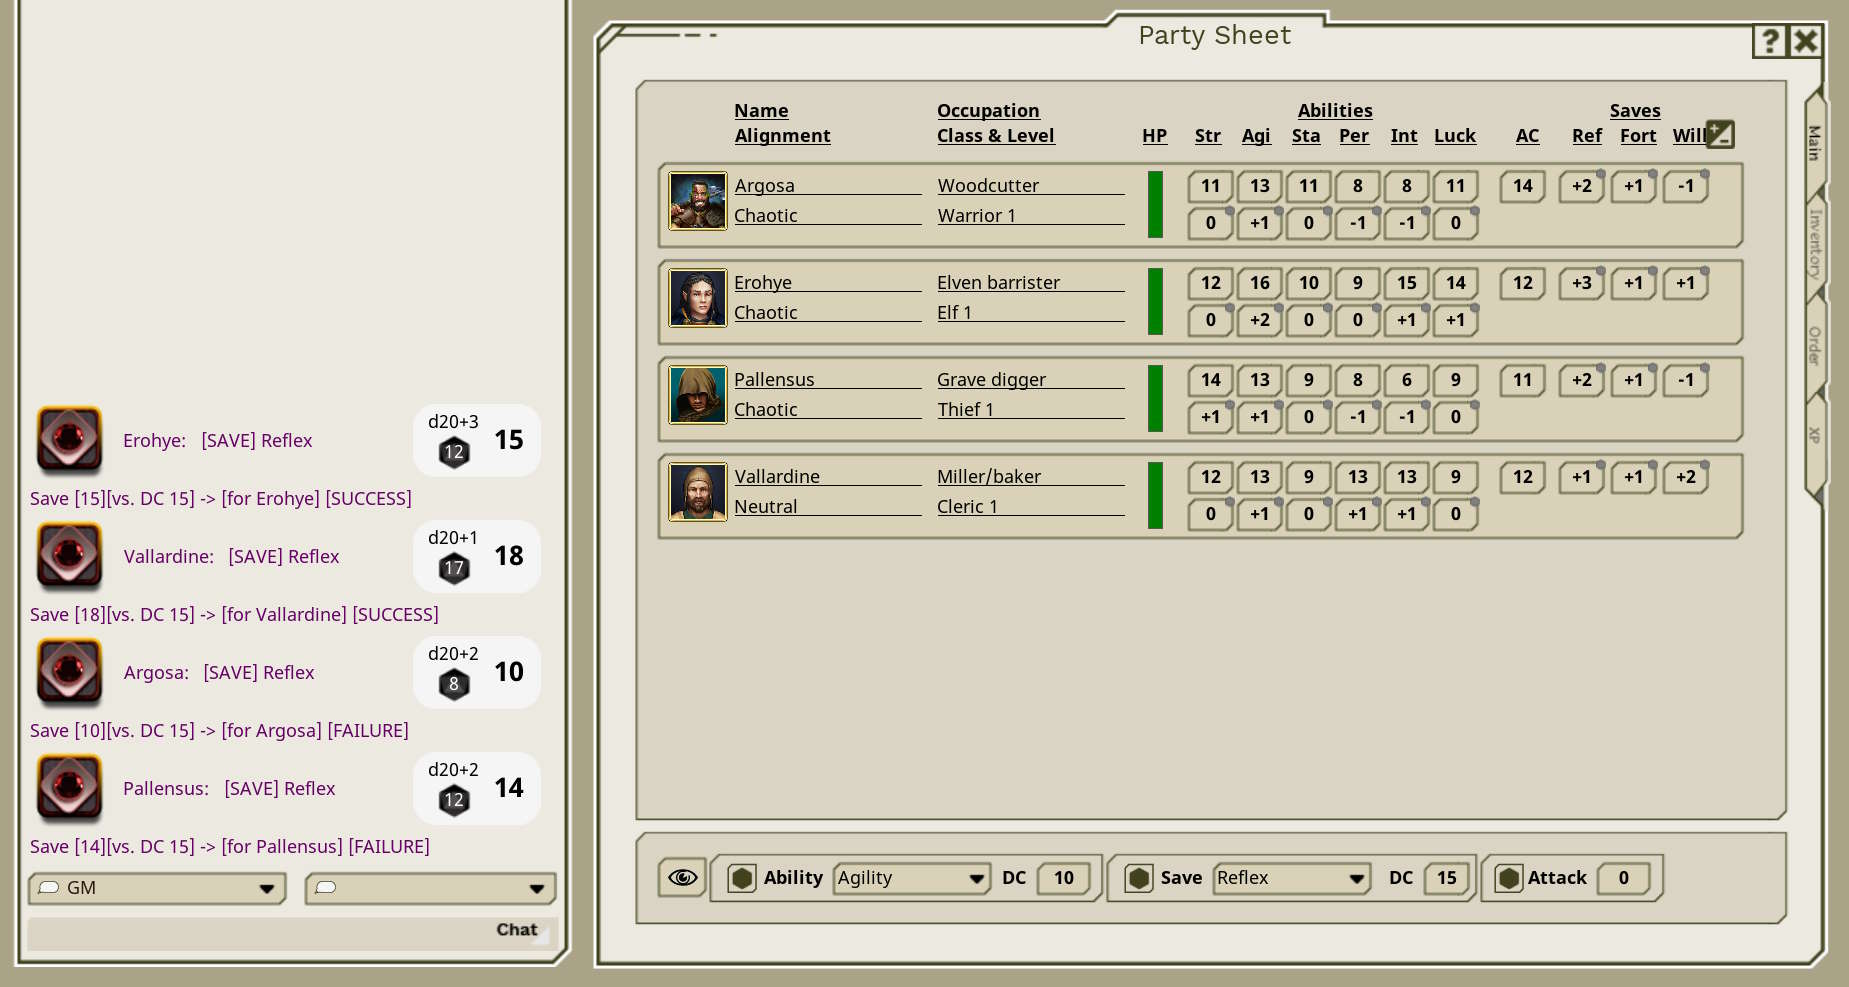 Erohye: [SAVE] Reflex d20+3 12 15
Save [15][vs. DC 15] -> [for Erohye] [SUCCESS]
Vallardine: [SAVE] Reflex d20+1 17 18
Save [18][vs. DC 15] -> [for Vallardine] [SUCCESS]
Argosa: [SAVE] Reflex d20+2 8 10
Save [10][vs. DC 15] -> [for Argosa] [FAILURE]
Pallensus: [SAVE] Reflex d20+2 12 14
Save [14][vs. DC 15] -> [for Pallensus] [FAILURE]
GM
Chat
Party Sheet
? X
Name Occupation Abilities Saves
Alignment Class & Level HP Str Agi Sta Per Int Luck AC Ref Fort Will
Argosa Woodcutter 11 13 11 8 8 11 14 +2 +1 -1
Chaotic Warrior 1 0 +1 0 -1 -1 0
Erohye Elven barrister 12 16 10 9 15 14 12 +3 +1 +1
Chaotic Elf 1 0 +2 0 0 +1 +1
Pallensus Grave digger 14 13 9 8 6 9 11 +2 +1 -1
Chaotic Thief 1 +1 +1 0 -1 -1 0
Vallardine Miller/baker 12 13 9 13 13 9 12 +1 +1 +2
Neutral Cleric 1 0 +1 0 +1 +1 0
Ability Agility DC 10 Save Reflex DC 15 Attack 0
Main
Inventory
Order
XP